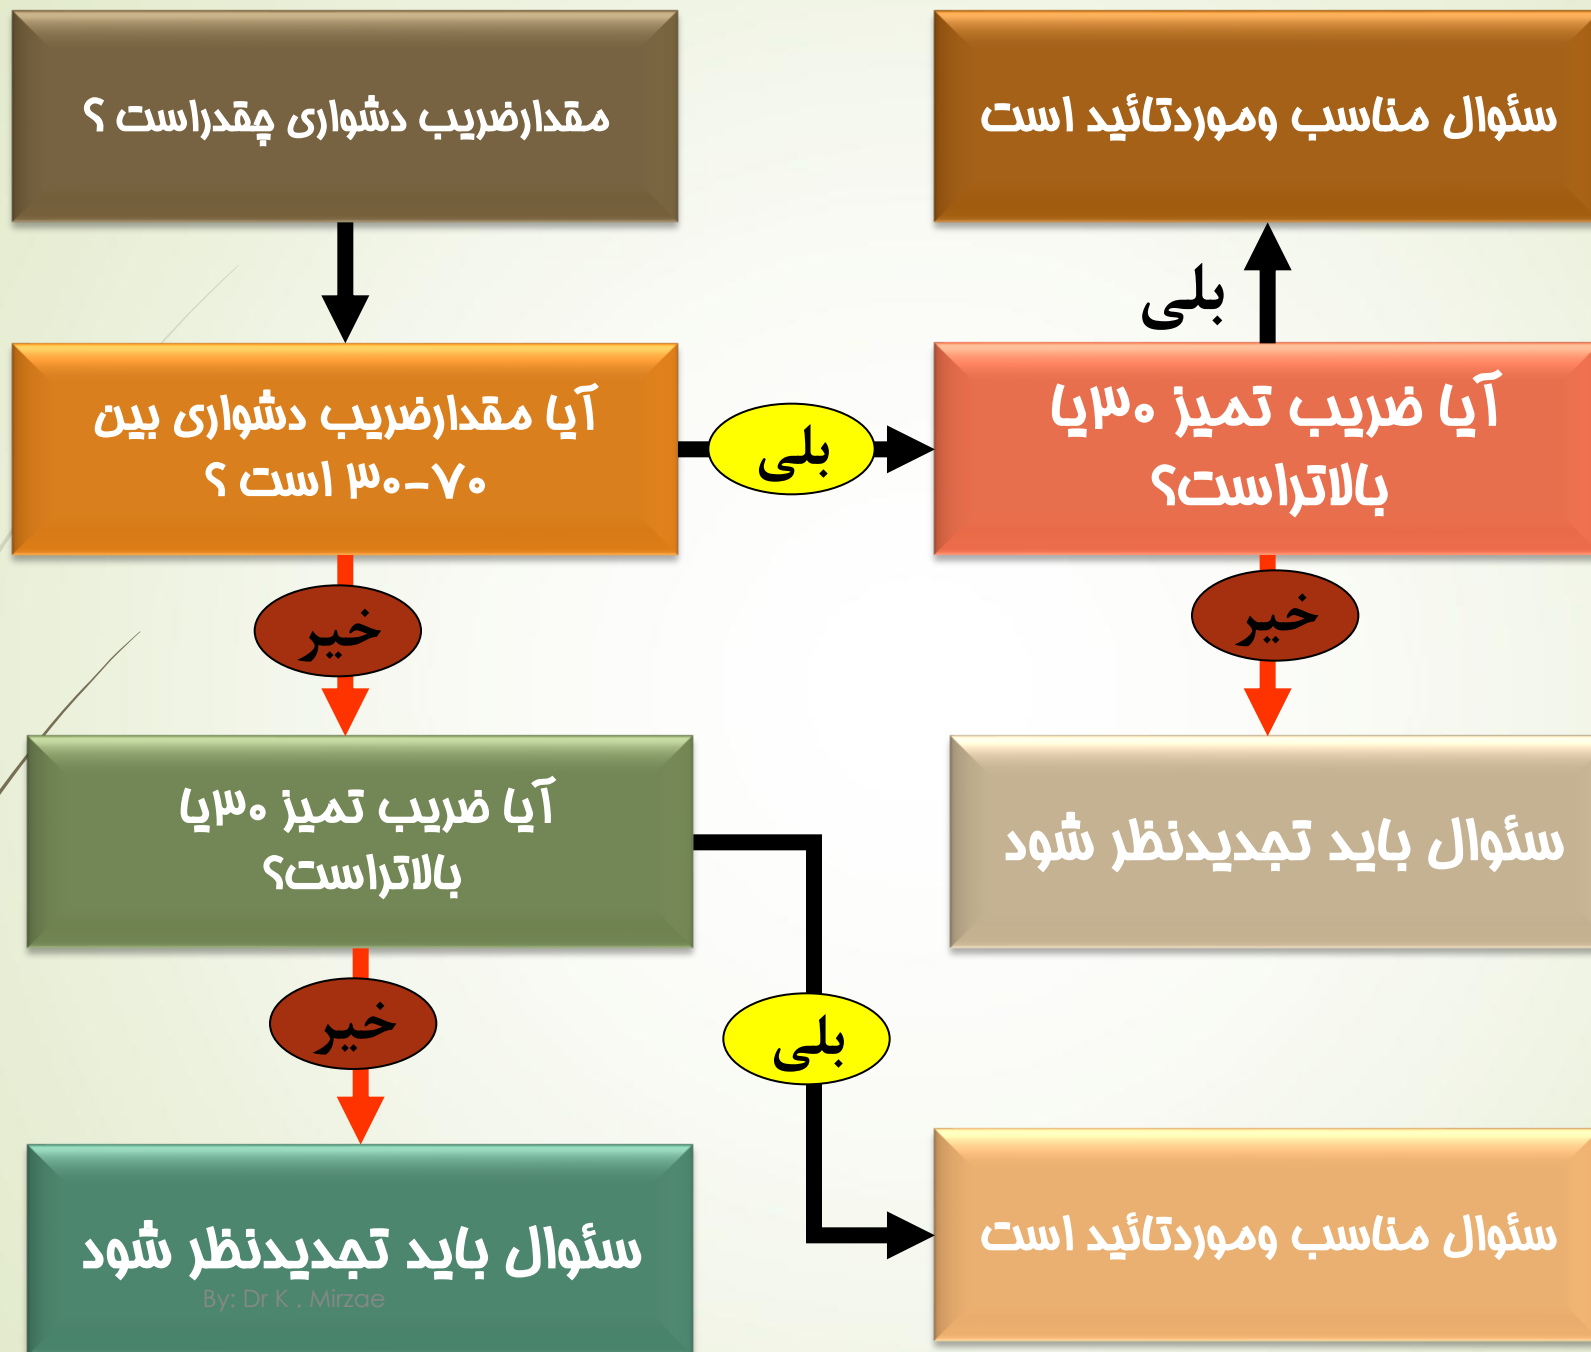 مقدارضریب دشواری چقدراست ؟
سئوال مناسب وموردتائید است
بلی
آیا مقدارضریب دشواری بین
۳۰-۷۰ است ؟
بلی
آیا ضریب تمیز ۳۰یا
بالاتراست؟
خیر
خیر
آیا ضریب تمیز ۳۰یا
بالاتراست؟
سئوال باید تجدیدنظر شود
خیر
بلی
سئوال باید تجدیدنظر شود
سئوال مناسب وموردتائید است
By: Dr K . Mirzae